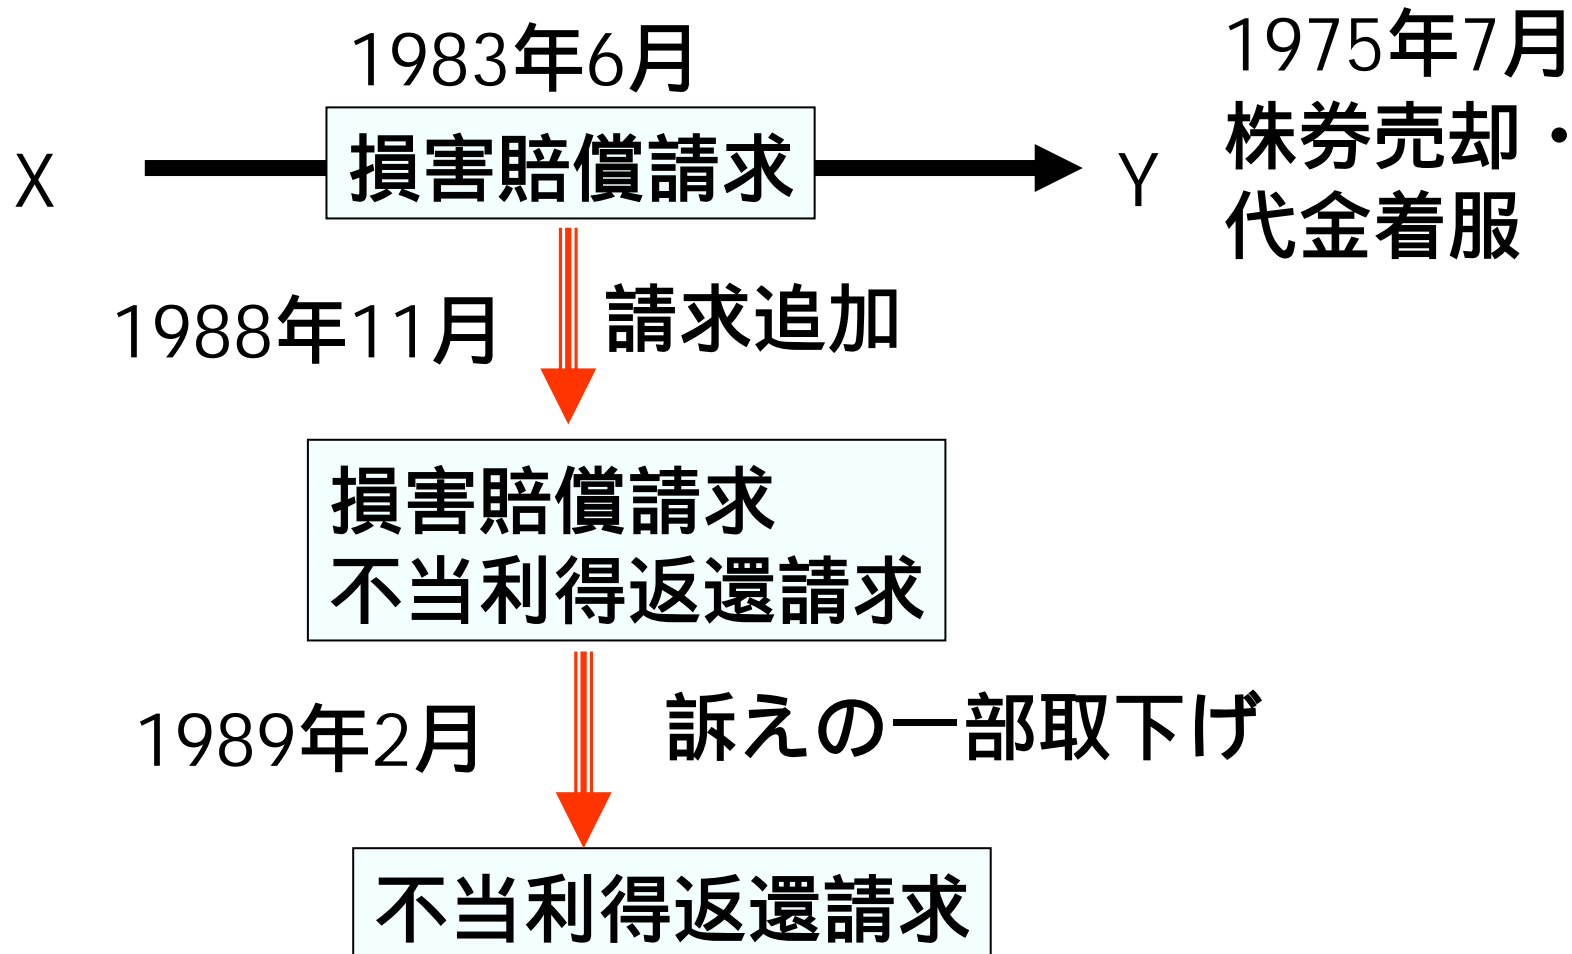 1983年6月
X
損害賠償請求
Y
1975年7月
株券売却・
代金着服
1988年11月
請求追加
損害賠償請求
不当利得返還請求
1989年2月
訴えの一部取下げ
不当利得返還請求